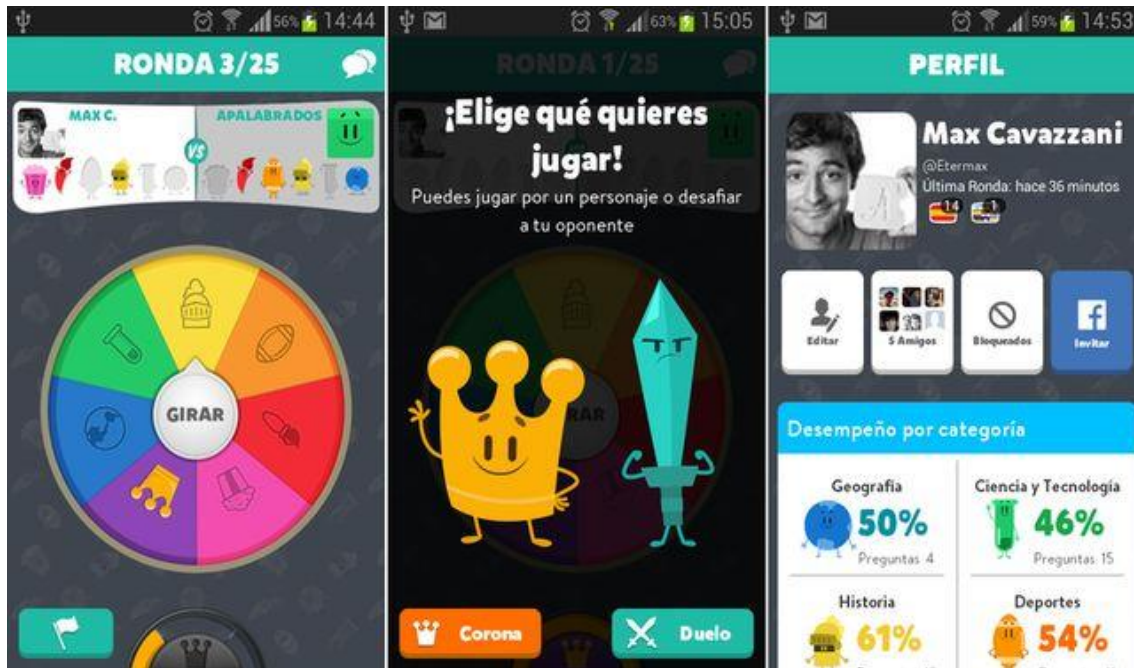 56% 14:44
RONDA 3/25
MAX C.
VS
APALABRADOS
GIRAR
63% 15:05
RONDA 1/25
¡Elige qué quieres
jugar!
Puedes jugar por un personaje o desafiar
a tu oponente
Corona
Duelo
59% 14:53
PERFIL
Max Cavazzani
@Etermax
Última Ronda: hace 36 minutos
14 1
Editar
5 Amigos
Bloqueados
Invitar
Desempeño por categoría
Geografía
50%
Preguntas 4
Ciencia y Tecnología
46%
Preguntas 15
Historia
61%
Deportes
54%